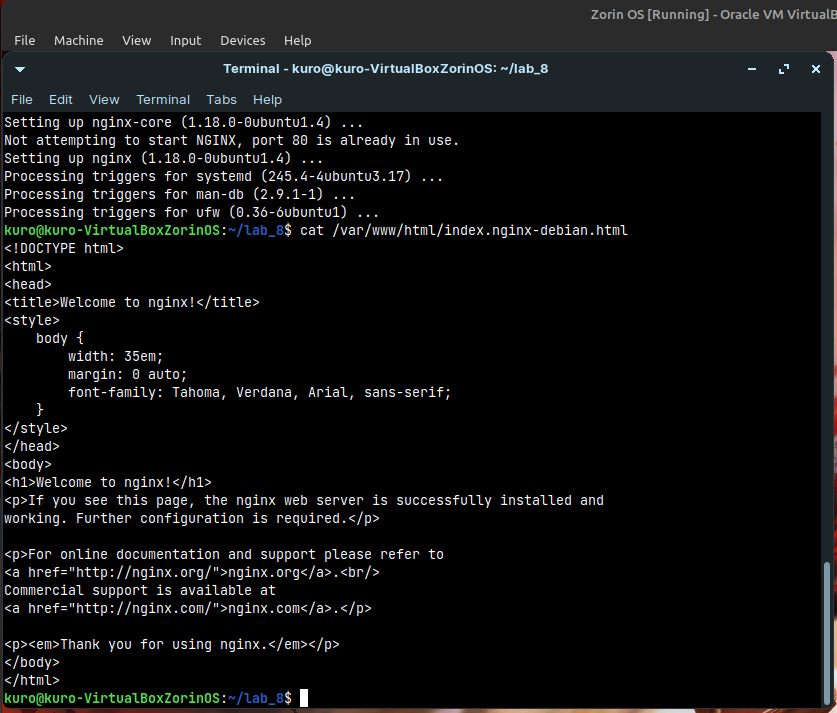 Zorin OS [Running] - Oracle VM VirtualB
File Machine View Input Devices Help
Terminal - kuro@kuro-VirtualBoxZorinOS: ~/lab_8
File Edit View Terminal Tabs Help
Setting up nginx-core (1.18.0-0ubuntu1.4) ...
Not attempting to start NGINX, port 80 is already in use.
Setting up nginx (1.18.0-0ubuntu1.4) ...
Processing triggers for systemd (245.4-4ubuntu3.17) ...
Processing triggers for man-db (2.9.1-1) ...
Processing triggers for ufw (0.36-6ubuntu1) ...
kuro@kuro-VirtualBoxZorinOS:~/lab_8$ cat /var/www/html/index.nginx-debian.html
<!DOCTYPE html>
<html>
<head>
<title>Welcome to nginx!</title>
<style>
    body {
        width: 35em;
        margin: 0 auto;
        font-family: Tahoma, Verdana, Arial, sans-serif;
    }
</style>
</head>
<body>
<h1>Welcome to nginx!</h1>
<p>If you see this page, the nginx web server is successfully installed and
working. Further configuration is required.</p>
<p>For online documentation and support please refer to
<a href="http://nginx.org/">nginx.org</a>.<br/>
Commercial support is available at
<a href="http://nginx.com/">nginx.com</a>.</p>
<p><em>Thank you for using nginx.</em></p>
</body>
</html>
kuro@kuro-VirtualBoxZorinOS:~/lab_8$